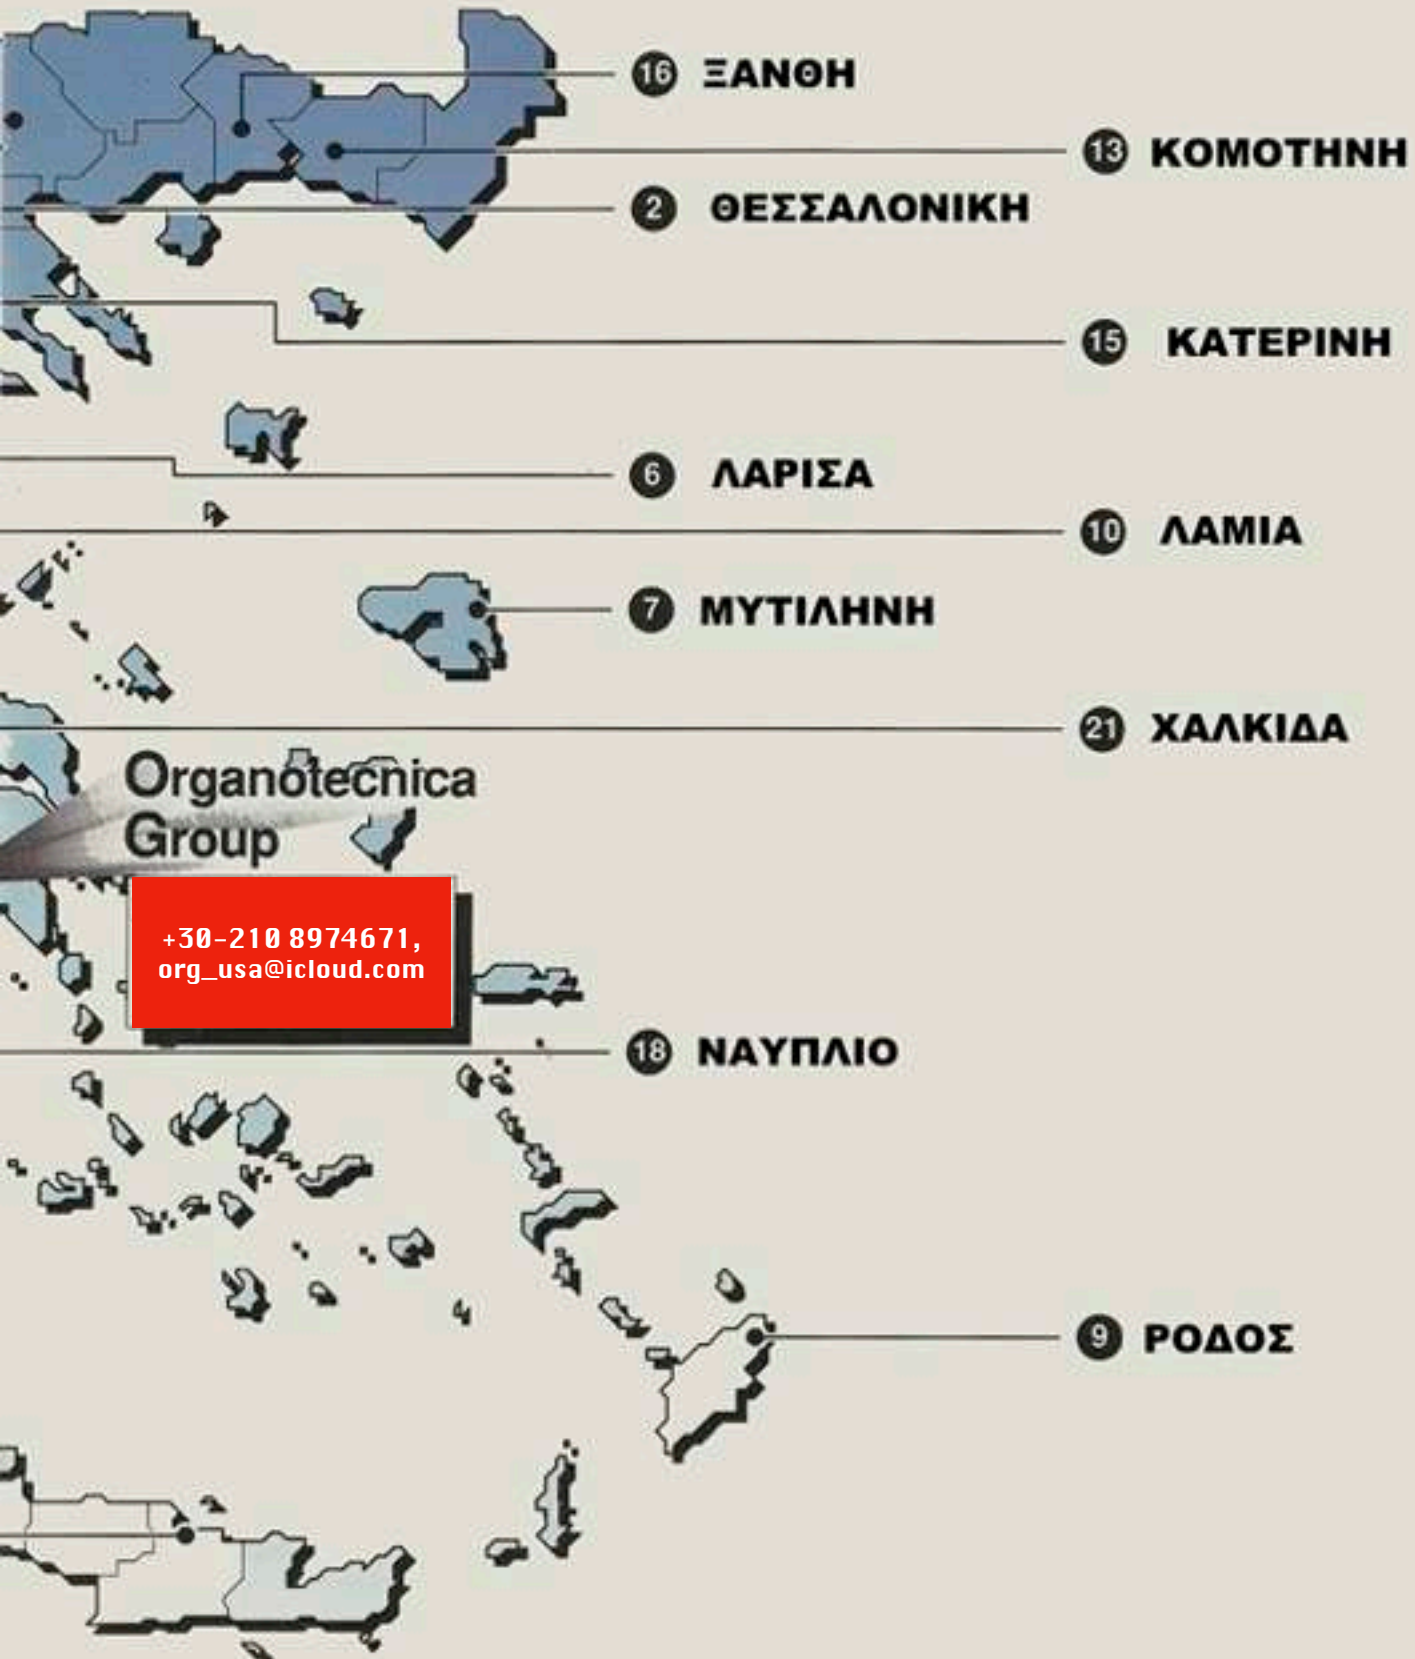 16 ΞΑΝΘΗ
13 ΚΟΜΟΤΗΝΗ
2 ΘΕΣΣΑΛΟΝΙΚΗ
15 ΚΑΤΕΡΙΝΗ
6 ΛΑΡΙΣΑ
10 ΛΑΜΙΑ
7 ΜΥΤΙΛΗΝΗ
21 ΧΑΛΚΙΔΑ
Organotecnica
Group
+30-210 8974671,
org_usa@icloud.com
18 ΝΑΥΠΛΙΟ
9 ΡΟΔΟΣ